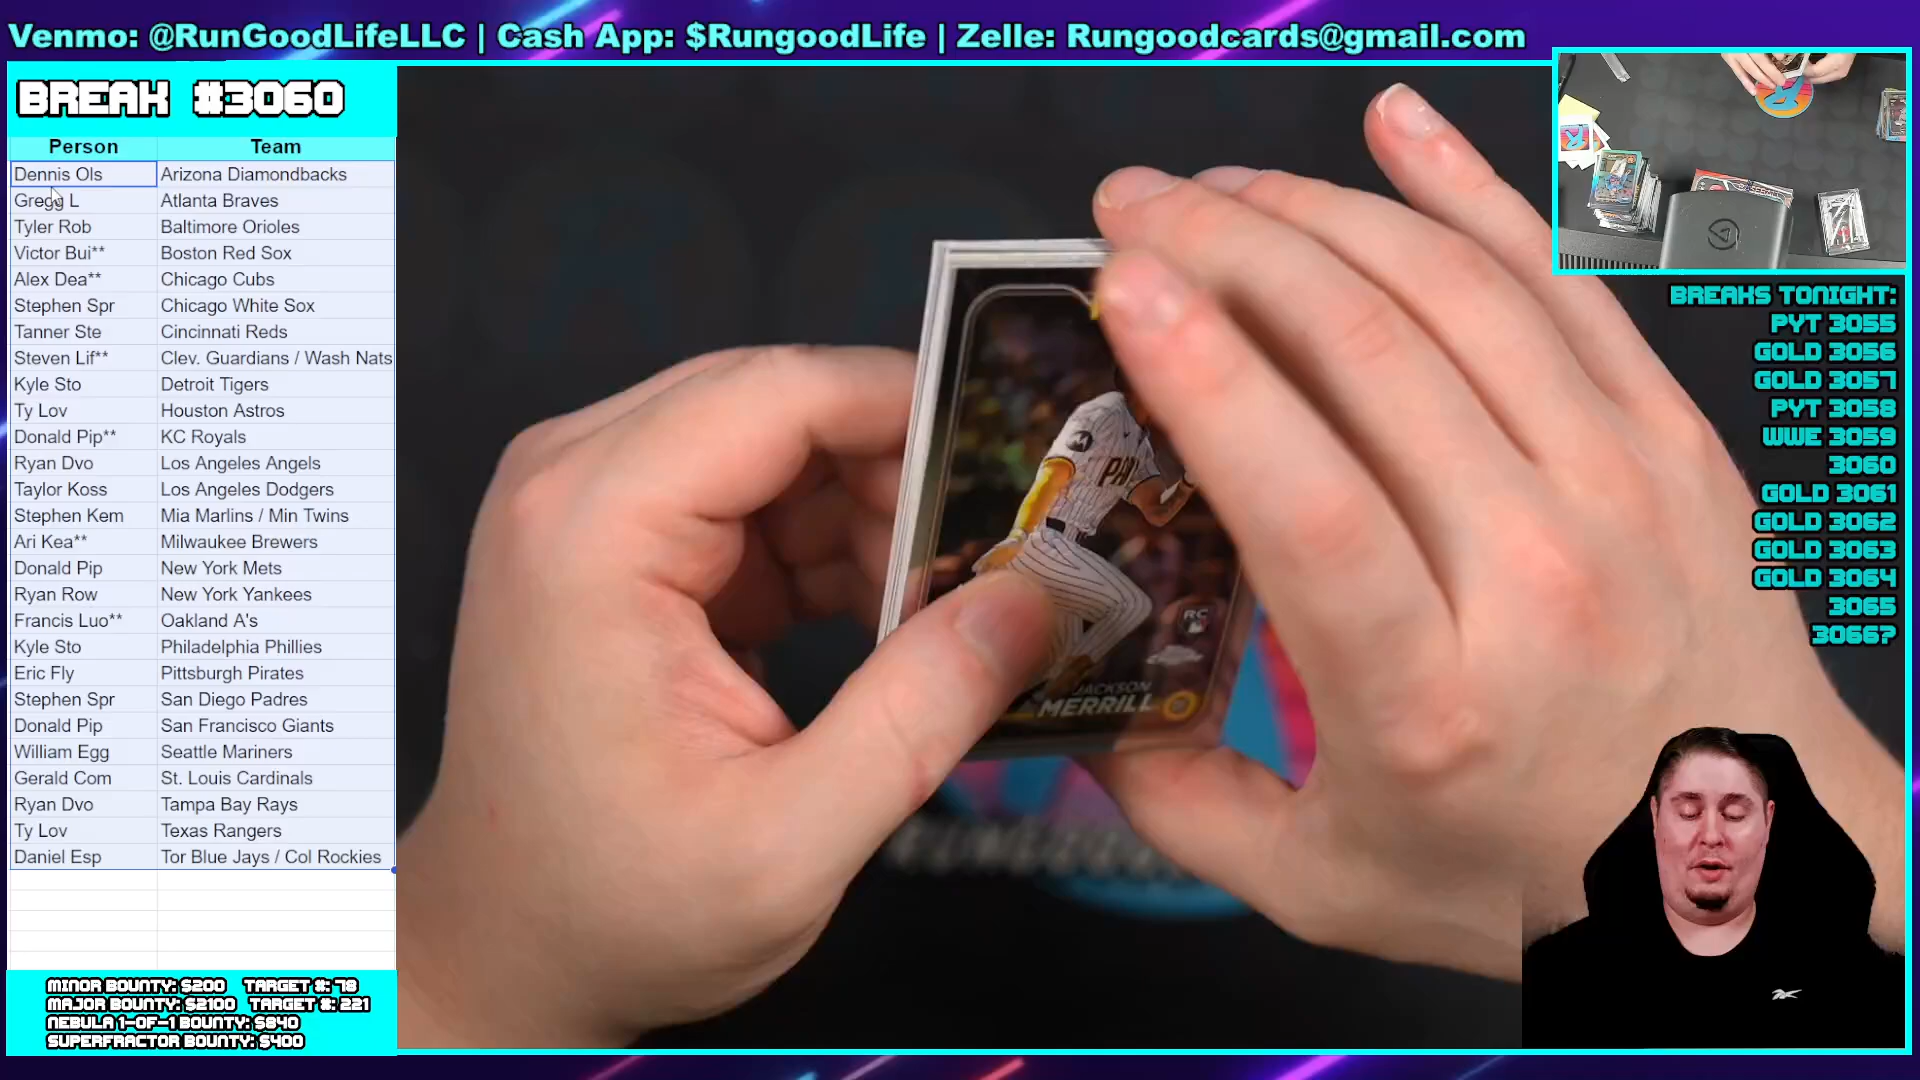 Venmo: @RunGoodLifeLLC | Cash App: $RungoodLife | Zelle: Rungoodcards@gmail.com
BREAK #3060
Person Team
Dennis Ols Arizona Diamondbacks
Gregg L Atlanta Braves
Tyler Rob Baltimore Orioles
Victor Bui** Boston Red Sox
Alex Dea** Chicago Cubs
Stephen Spr Chicago White Sox
Tanner Ste Cincinnati Reds
Steven Lif** Clev. Guardians / Wash Nats
Kyle Sto Detroit Tigers
Ty Lov Houston Astros
Donald Pip** KC Royals
Ryan Dvo Los Angeles Angels
Taylor Koss Los Angeles Dodgers
Stephen Kem Mia Marlins / Min Twins
Ari Kea** Milwaukee Brewers
Donald Pip New York Mets
Ryan Row New York Yankees
Francis Luo** Oakland A's
Kyle Sto Philadelphia Phillies
Eric Fly Pittsburgh Pirates
Stephen Spr San Diego Padres
Donald Pip San Francisco Giants
William Egg Seattle Mariners
Gerald Com St. Louis Cardinals
Ryan Dvo Tampa Bay Rays
Ty Lov Texas Rangers
Daniel Esp Tor Blue Jays / Col Rockies
MINOR BOUNTY: $200 TARGET #: 78
MAJOR BOUNTY: $2100 TARGET #: 221
NEBULA 1-OF-1 BOUNTY: $840
SUPERFRACTOR BOUNTY: $400
PA
RC
JACKSON
MERRILL
BREAKS TONIGHT:
PYT 3055
GOLD 3056
GOLD 3057
PYT 3058
WWE 3059
3060
GOLD 3061
GOLD 3062
GOLD 3063
GOLD 3064
3065
3066?